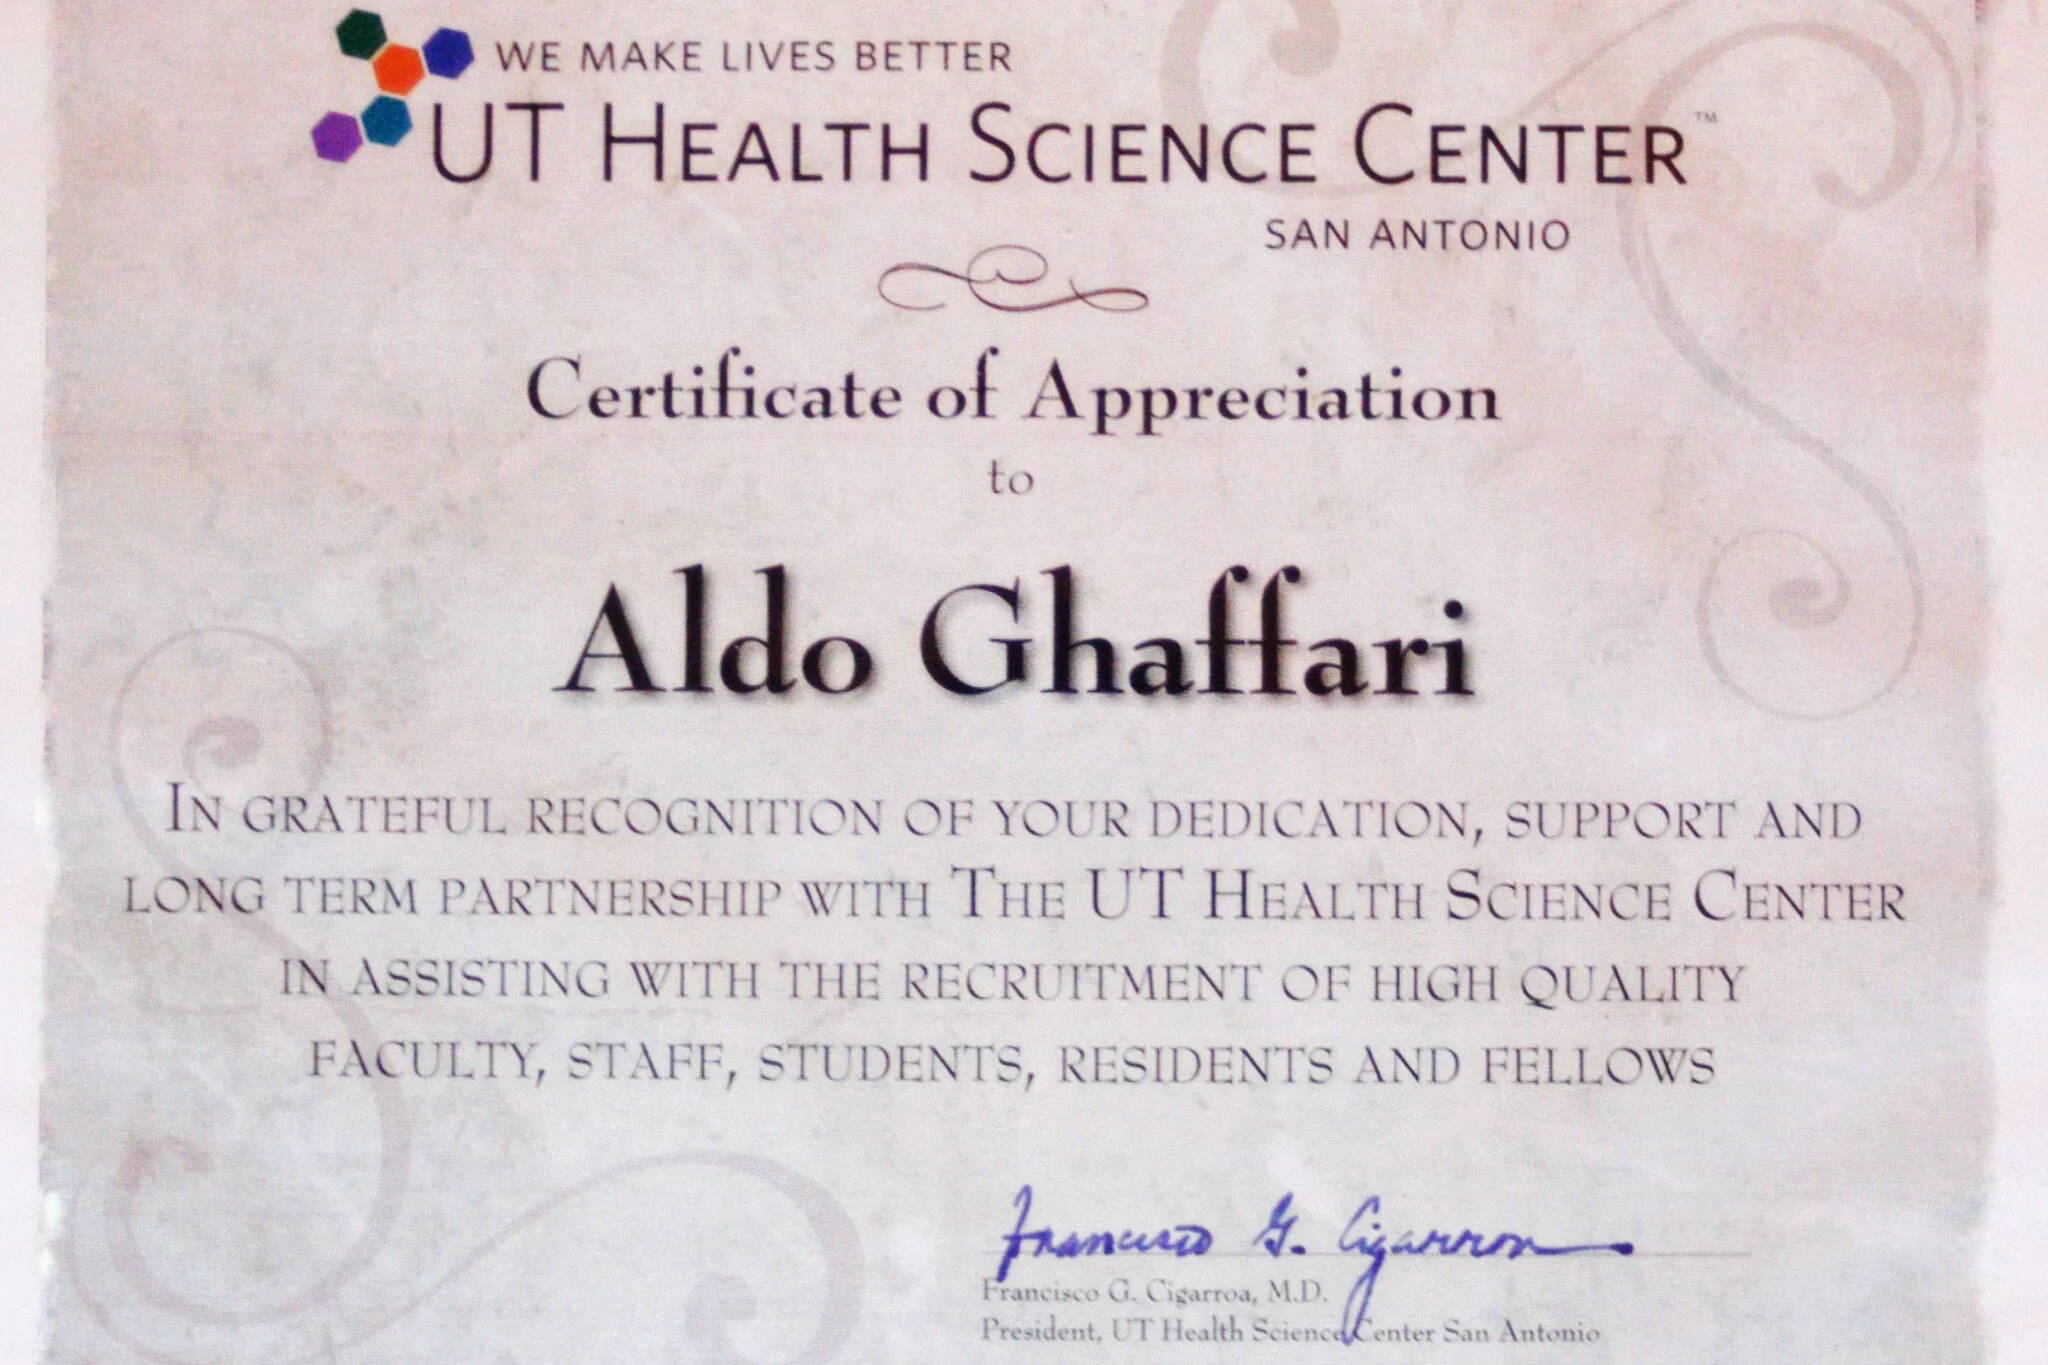 WE MAKE LIVES BETTER
UT HEALTH SCIENCE CENTER™
SAN ANTONIO
Certificate of Appreciation
to
Aldo Ghaffari
IN GRATEFUL RECOGNITION OF YOUR DEDICATION, SUPPORT AND
LONG TERM PARTNERSHIP WITH THE UT HEALTH SCIENCE CENTER
IN ASSISTING WITH THE RECRUITMENT OF HIGH QUALITY
FACULTY, STAFF, STUDENTS, RESIDENTS AND FELLOWS
Francisco G. Cigarroa
Francisco G. Cigarroa, M.D.
President, UT Health Science Center San Antonio